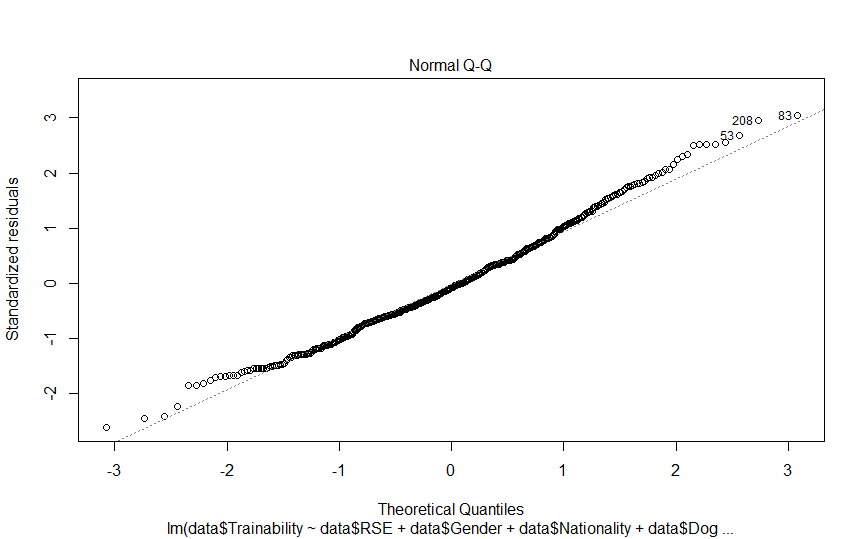 Normal Q-Q
Standardized residuals
3
2
1
0
-1
-2
208
83
53
-3 -2 -1 0 1 2 3
Theoretical Quantiles
lm(data$Trainability ~ data$RSE + data$Gender + data$Nationality + data$Dog ...